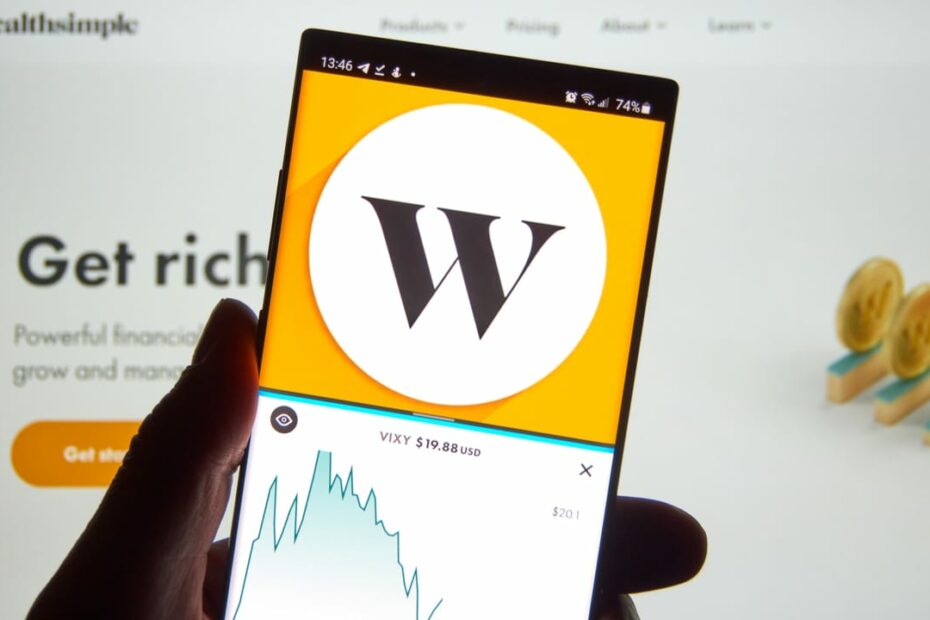 ealthsimple
Products
Pricing
About
Learn
13:46
74%
W
Get rich
Powerful financial
grow and mana
Get sta
VIXY $19.88 USD
$20.1